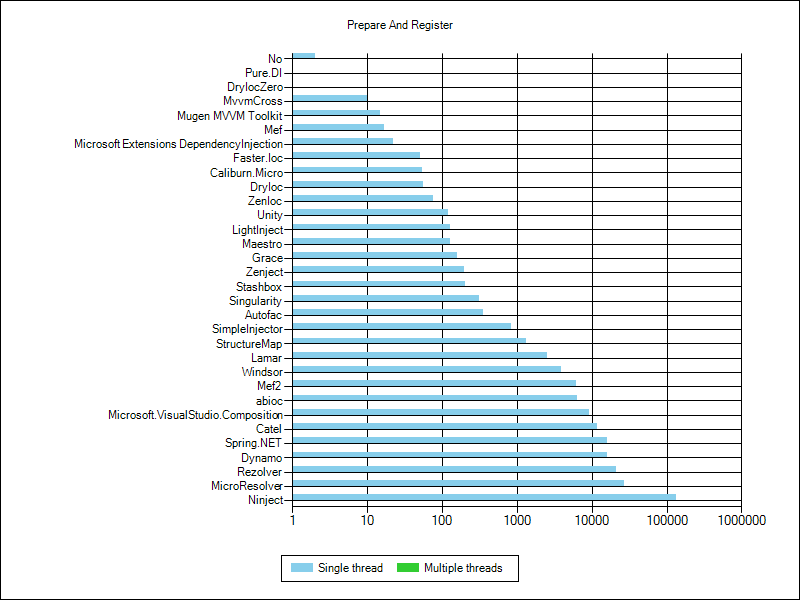 Prepare And Register
No
Pure.DI
DryIocZero
MvvmCross
Mugen MVVM Toolkit
Mef
Microsoft Extensions DependencyInjection
Faster.Ioc
Caliburn.Micro
DryIoc
ZenIoc
Unity
LightInject
Maestro
Grace
Zenject
Stashbox
Singularity
Autofac
SimpleInjector
StructureMap
Lamar
Windsor
Mef2
abioc
Microsoft.VisualStudio.Composition
Catel
Spring.NET
Dynamo
Rezolver
MicroResolver
Ninject
1 10 100 1000 10000 100000 1000000
Single thread Multiple threads